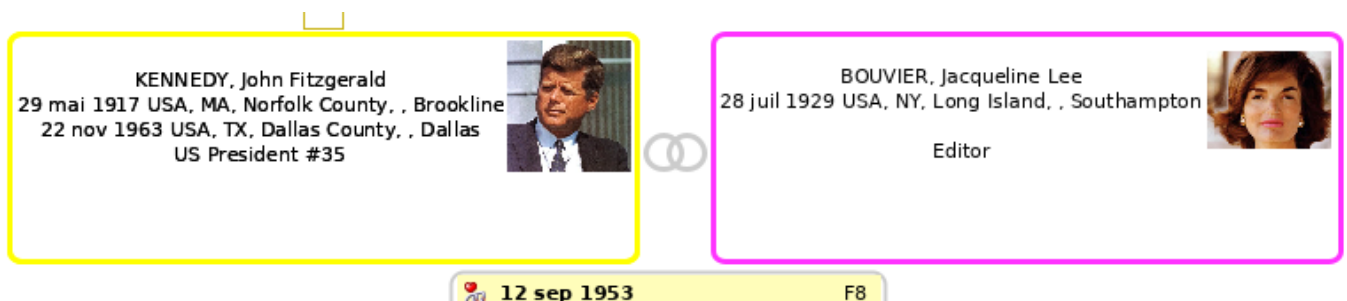 KENNEDY, John Fitzgerald
29 mai 1917 USA, MA, Norfolk County, , Brookline
22 nov 1963 USA, TX, Dallas County, , Dallas
US President #35
BOUVIER, Jacqueline Lee
28 juil 1929 USA, NY, Long Island, , Southampton
Editor
12 sep 1953 F8